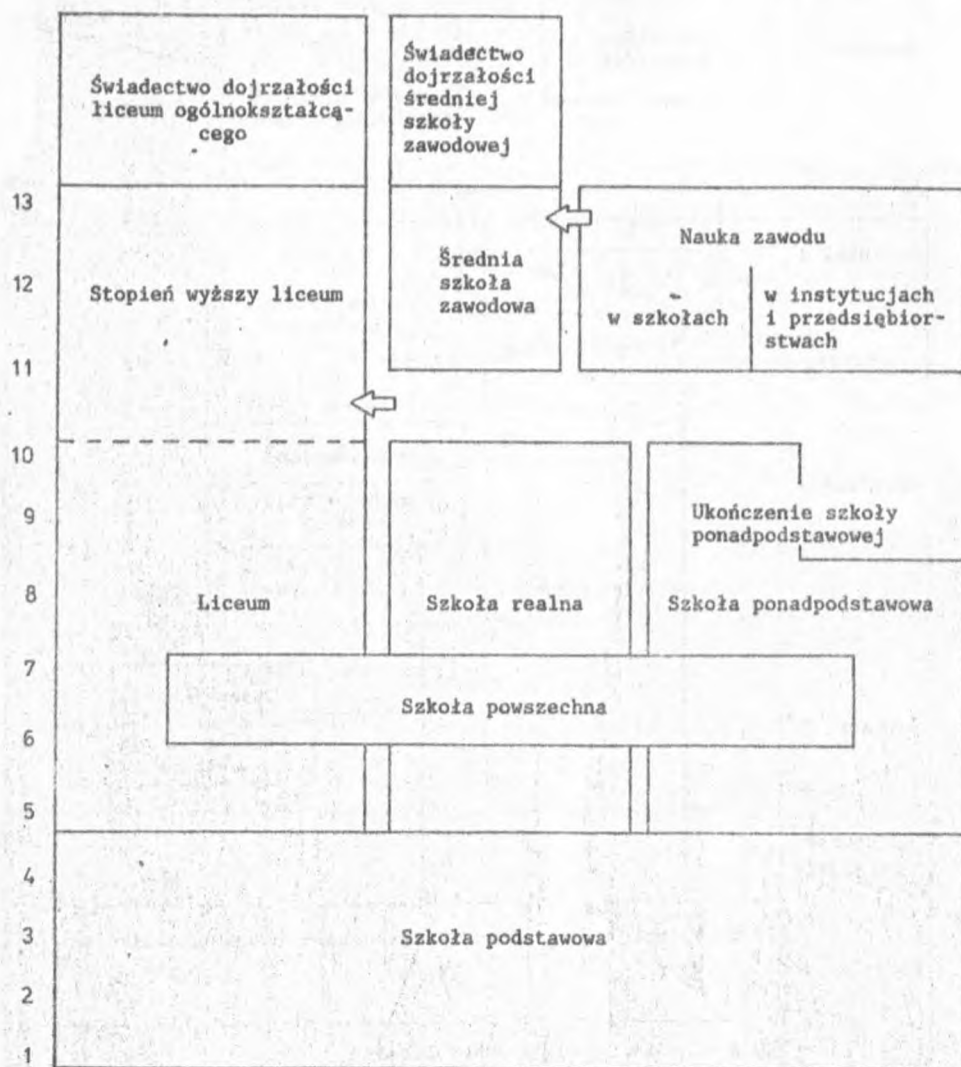 Świadectwo dojrzałości
liceum ogólnokształcą-
cego
Świadectwo
dojrzałości
średniej
szkoły
zawodowej
13
12
11
10
9
8
7
6
5
4
3
2
1
Stopień wyższy liceum
Średnia
szkoła
zawodowa
Nauka zawodu
w szkołach
w instytucjach
i przedsiębior-
stwach
Ukończenie szkoły
ponadpodstawowej
Liceum
Szkoła realna
Szkoła ponadpodstawowa
Szkoła powszechna
Szkoła podstawowa